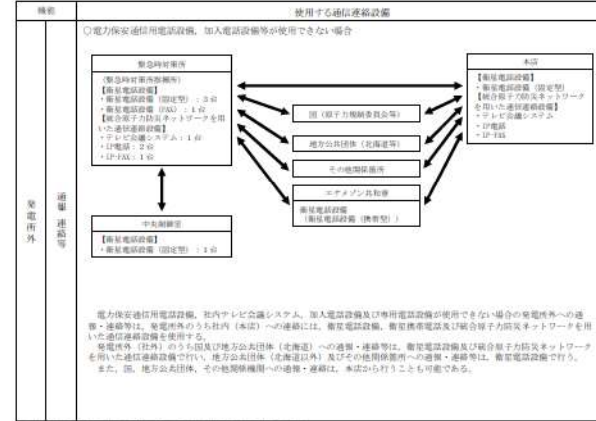 機能
使用する通信連絡設備
○電力保安通信用電話設備，加入電話設備等が使用できない場合
緊急時対策所
(緊急時対策所指揮所)
【衛星電話設備】
・衛星電話設備（固定型）：3台
・衛星電話設備（FAX）：1台
【統合原子力防災ネットワークを用
いた通信連絡設備】
・テレビ会議システム：1台
・IP電話：2台
・IP-FAX：1台
本店
【衛星電話設備】
・衛星電話設備（固定型）
【統合原子力防災ネットワーク
を用いた通信連絡設備】
・テレビ会議システム
・IP電話
・IP-FAX
国（原子力規制委員会等）
地方公共団体（北海道等）
その他関係箇所
エナメゾン共和寮
衛星電話設備
（衛星電話設備（携帯型））
中央制御室
【衛星電話設備】
・衛星電話設備（固定型）：1台
発電所外
通報連絡等
電力保安通信用電話設備，社内テレビ会議システム，加入電話設備及び専用電話設備が使用できない場合の発電所外への通
報・連絡等は，発電所外のうち社内（本店）への連絡には，衛星電話設備，衛星携帯電話及び統合原子力防災ネットワークを用
いた通信連絡設備を使用する。
発電所外（社外）のうち国及び地方公共団体（北海道）への通報・連絡等は，衛星電話設備及び統合原子力防災ネットワーク
を用いた通信連絡設備で行い，地方公共団体（北海道以外）及びその他関係箇所への通報・連絡等は，衛星電話設備で行う。
また，国，地方公共団体，その他関係機関への通報・連絡は，本店から行うことも可能である。